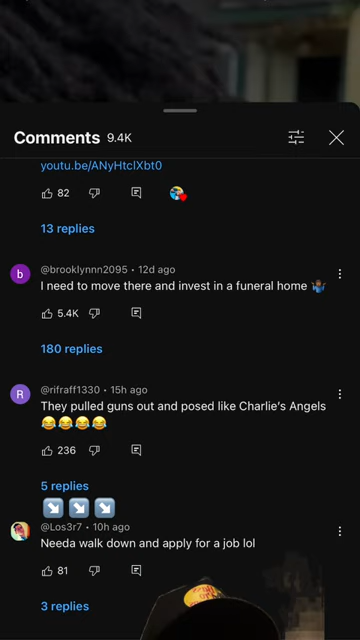 Comments 9.4K
youtu.be/ANyHtclXbt0
82
13 replies
@brooklynnn2095 • 12d ago
b
I need to move there and invest in a funeral home 🤷🏾‍♂️
5.4K
180 replies
@rifraff1330 • 15h ago
R
They pulled guns out and posed like Charlie's Angels
😂😂😂😂
236
5 replies
↘️ ↘️ ↘️
@Los3r7 • 10h ago
Needa walk down and apply for a job lol
81
3 replies